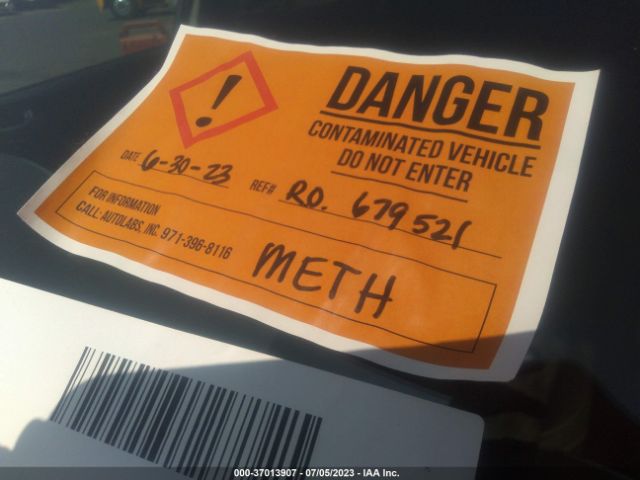 DANGER
CONTAMINATED VEHICLE
DO NOT ENTER
DATE 6-30-23 REF# RO. 679521
FOR INFORMATION
CALL: AUTOLABS, INC. 971-396-8116
METH
000-37013907 - 07/05/2023 - IAA Inc.